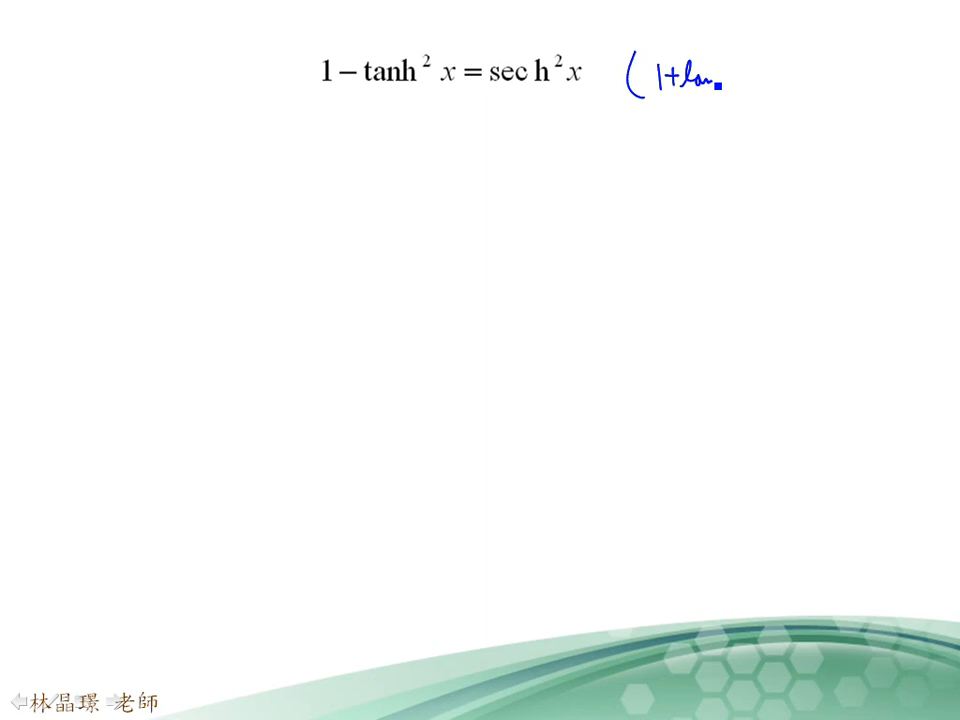 1 − tanh² x = sec h² x (1+tan
林晶璟 老師